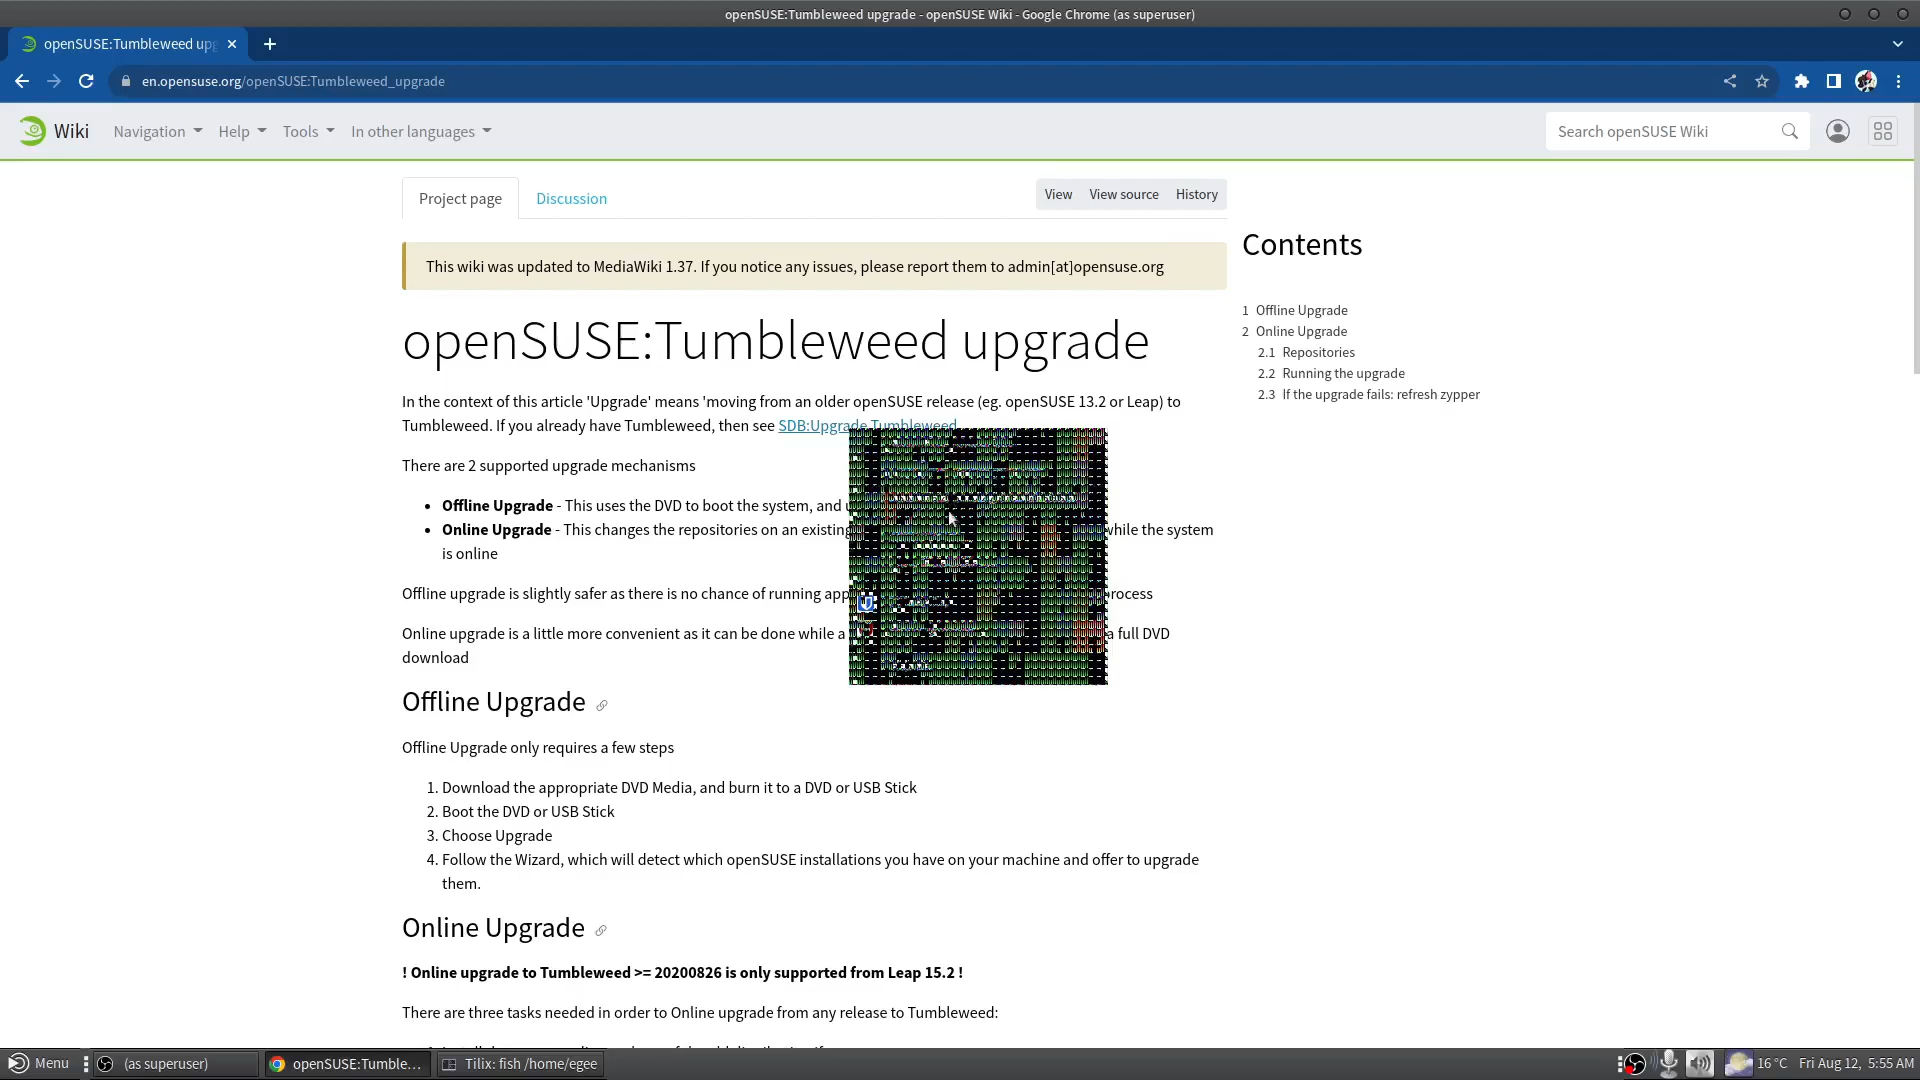 openSUSE:Tumbleweed upgrade - openSUSE Wiki - Google Chrome (as superuser)
openSUSE:Tumbleweed upg
en.opensuse.org/openSUSE:Tumbleweed_upgrade
Wiki Navigation Help Tools In other languages Search openSUSE Wiki
Project page Discussion View View source History
This wiki was updated to MediaWiki 1.37. If you notice any issues, please report them to admin[at]opensuse.org
openSUSE:Tumbleweed upgrade
In the context of this article 'Upgrade' means 'moving from an older openSUSE release (eg. openSUSE 13.2 or Leap) to
Tumbleweed. If you already have Tumbleweed, then see SDB:Upgrade Tumbleweed
There are 2 supported upgrade mechanisms
• Offline Upgrade - This uses the DVD to boot the system, and
• Online Upgrade - This changes the repositories on an existing while the system
is online
Offline upgrade is slightly safer as there is no chance of running app rocess
Online upgrade is a little more convenient as it can be done while a a full DVD
download
Offline Upgrade
Offline Upgrade only requires a few steps
1. Download the appropriate DVD Media, and burn it to a DVD or USB Stick
2. Boot the DVD or USB Stick
3. Choose Upgrade
4. Follow the Wizard, which will detect which openSUSE installations you have on your machine and offer to upgrade
them.
Online Upgrade
! Online upgrade to Tumbleweed >= 20200826 is only supported from Leap 15.2 !
There are three tasks needed in order to Online upgrade from any release to Tumbleweed:
Contents
1 Offline Upgrade
2 Online Upgrade
2.1 Repositories
2.2 Running the upgrade
2.3 If the upgrade fails: refresh zypper
Menu (as superuser) openSUSE:Tumble... Tilix: fish /home/egee 16 °C Fri Aug 12, 5:55 AM